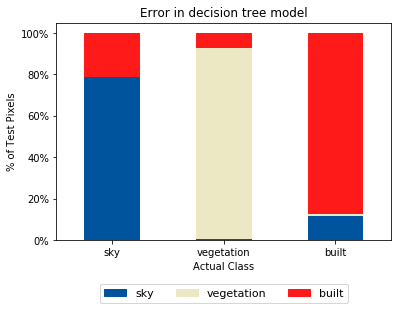 Error in decision tree model
100%
80%
60%
40%
20%
0%
% of Test Pixels
sky vegetation built
Actual Class
sky vegetation built